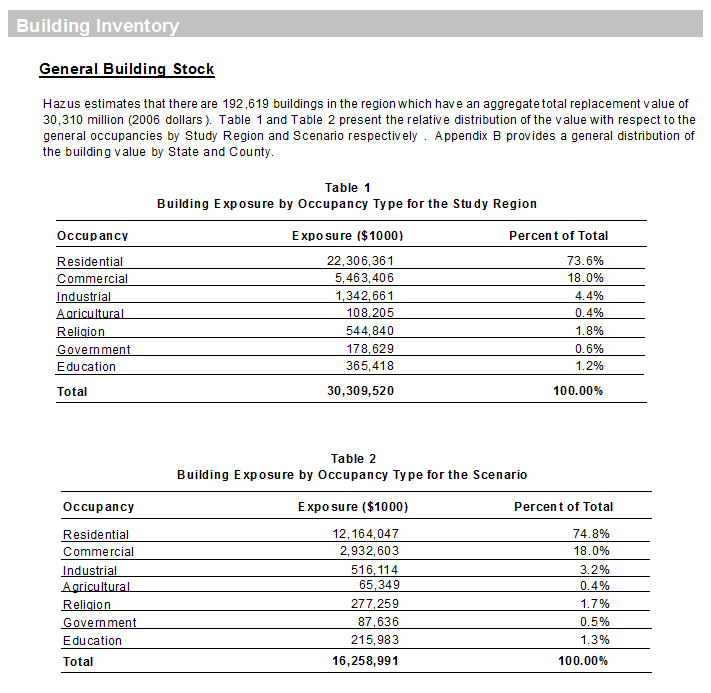 Building Inventory
General Building Stock
Hazus estimates that there are 192,619 buildings in the region which have an aggregate total replacement value of
30,310 million (2006 dollars). Table 1 and Table 2 present the relative distribution of the value with respect to the
general occupancies by Study Region and Scenario respectively . Appendix B provides a general distribution of
the building value by State and County.
Table 1
Building Exposure by Occupancy Type for the Study Region
Occupancy Exposure ($1000) Percent of Total
Residential 22,306,361 73.6%
Commercial 5,463,406 18.0%
Industrial 1,342,661 4.4%
Agricultural 108,205 0.4%
Religion 544,840 1.8%
Government 178,629 0.6%
Education 365,418 1.2%
Total 30,309,520 100.00%
Table 2
Building Exposure by Occupancy Type for the Scenario
Occupancy Exposure ($1000) Percent of Total
Residential 12,164,047 74.8%
Commercial 2,932,603 18.0%
Industrial 516,114 3.2%
Agricultural 65,349 0.4%
Religion 277,259 1.7%
Government 87,636 0.5%
Education 215,983 1.3%
Total 16,258,991 100.00%